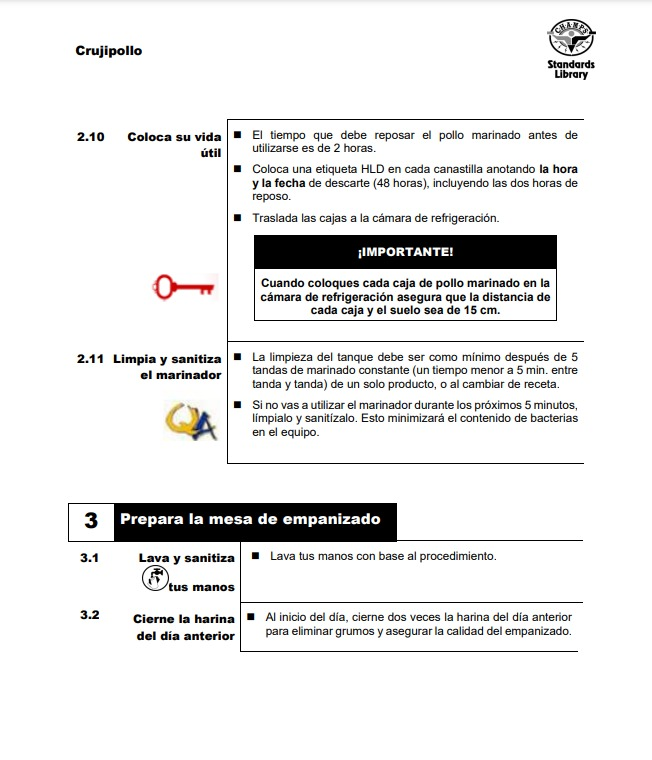 Crujipollo
CHAMPS
Standards
Library
2.10 Coloca su vida
útil
■ El tiempo que debe reposar el pollo marinado antes de
utilizarse es de 2 horas.
■ Coloca una etiqueta HLD en cada canastilla anotando la hora
y la fecha de descarte (48 horas), incluyendo las dos horas de
reposo.
■ Traslada las cajas a la cámara de refrigeración.
¡IMPORTANTE!
Cuando coloques cada caja de pollo marinado en la
cámara de refrigeración asegura que la distancia de
cada caja y el suelo sea de 15 cm.
2.11 Limpia y sanitiza
el marinador
QA
■ La limpieza del tanque debe ser como mínimo después de 5
tandas de marinado constante (un tiempo menor a 5 min. entre
tanda y tanda) de un solo producto, o al cambiar de receta.
■ Si no vas a utilizar el marinador durante los próximos 5 minutos,
límpialo y sanitízalo. Esto minimizará el contenido de bacterias
en el equipo.
3 Prepara la mesa de empanizado
3.1 Lava y sanitiza
tus manos
■ Lava tus manos con base al procedimiento.
3.2 Cierne la harina
del día anterior
■ Al inicio del día, cierne dos veces la harina del día anterior
para eliminar grumos y asegurar la calidad del empanizado.